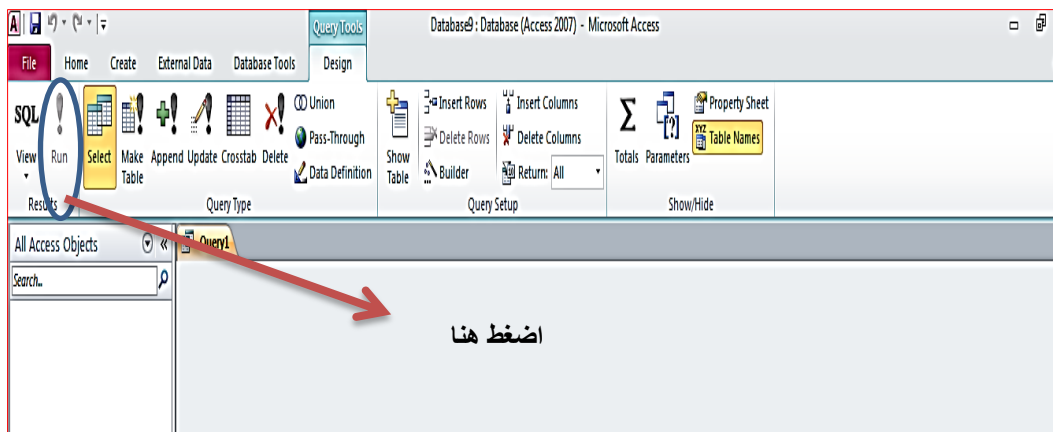 Query Tools
Database9 : Database (Access 2007) - Microsoft Access
File Home Create External Data Database Tools Design
SQL
View
Run
Results
Select
Make Table
Append
Update
Crosstab
Delete
Union
Pass-Through
Data Definition
Query Type
Show Table
Insert Rows
Delete Rows
Builder
Insert Columns
Delete Columns
Return: All
Query Setup
Totals
Parameters
Property Sheet
Table Names
Show/Hide
All Access Objects
Search..
Query1
اضغط هنا